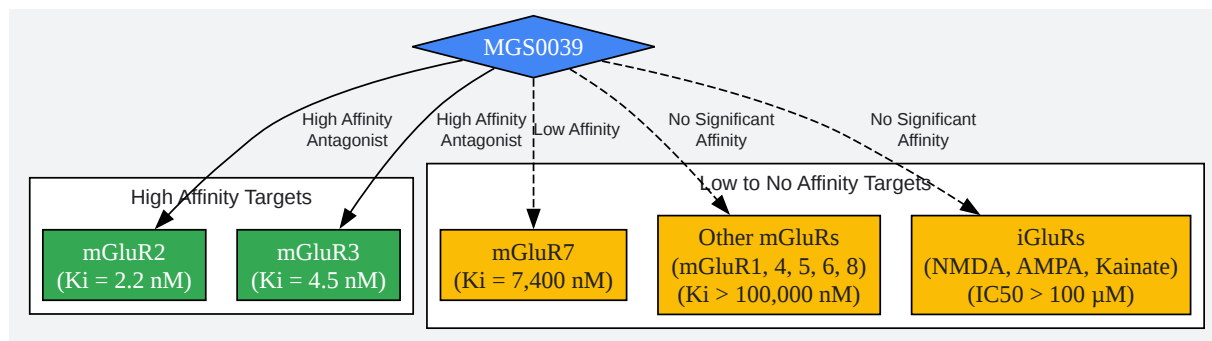 MGS0039
High Affinity
Antagonist
High Affinity
Antagonist
Low Affinity
No Significant
Affinity
No Significant
Affinity
High Affinity Targets
Low to No Affinity Targets
mGluR2
(Ki = 2.2 nM)
mGluR3
(Ki = 4.5 nM)
mGluR7
(Ki = 7,400 nM)
Other mGluRs
(mGluR1, 4, 5, 6, 8)
(Ki > 100,000 nM)
iGluRs
(NMDA, AMPA, Kainate)
(IC50 > 100 µM)